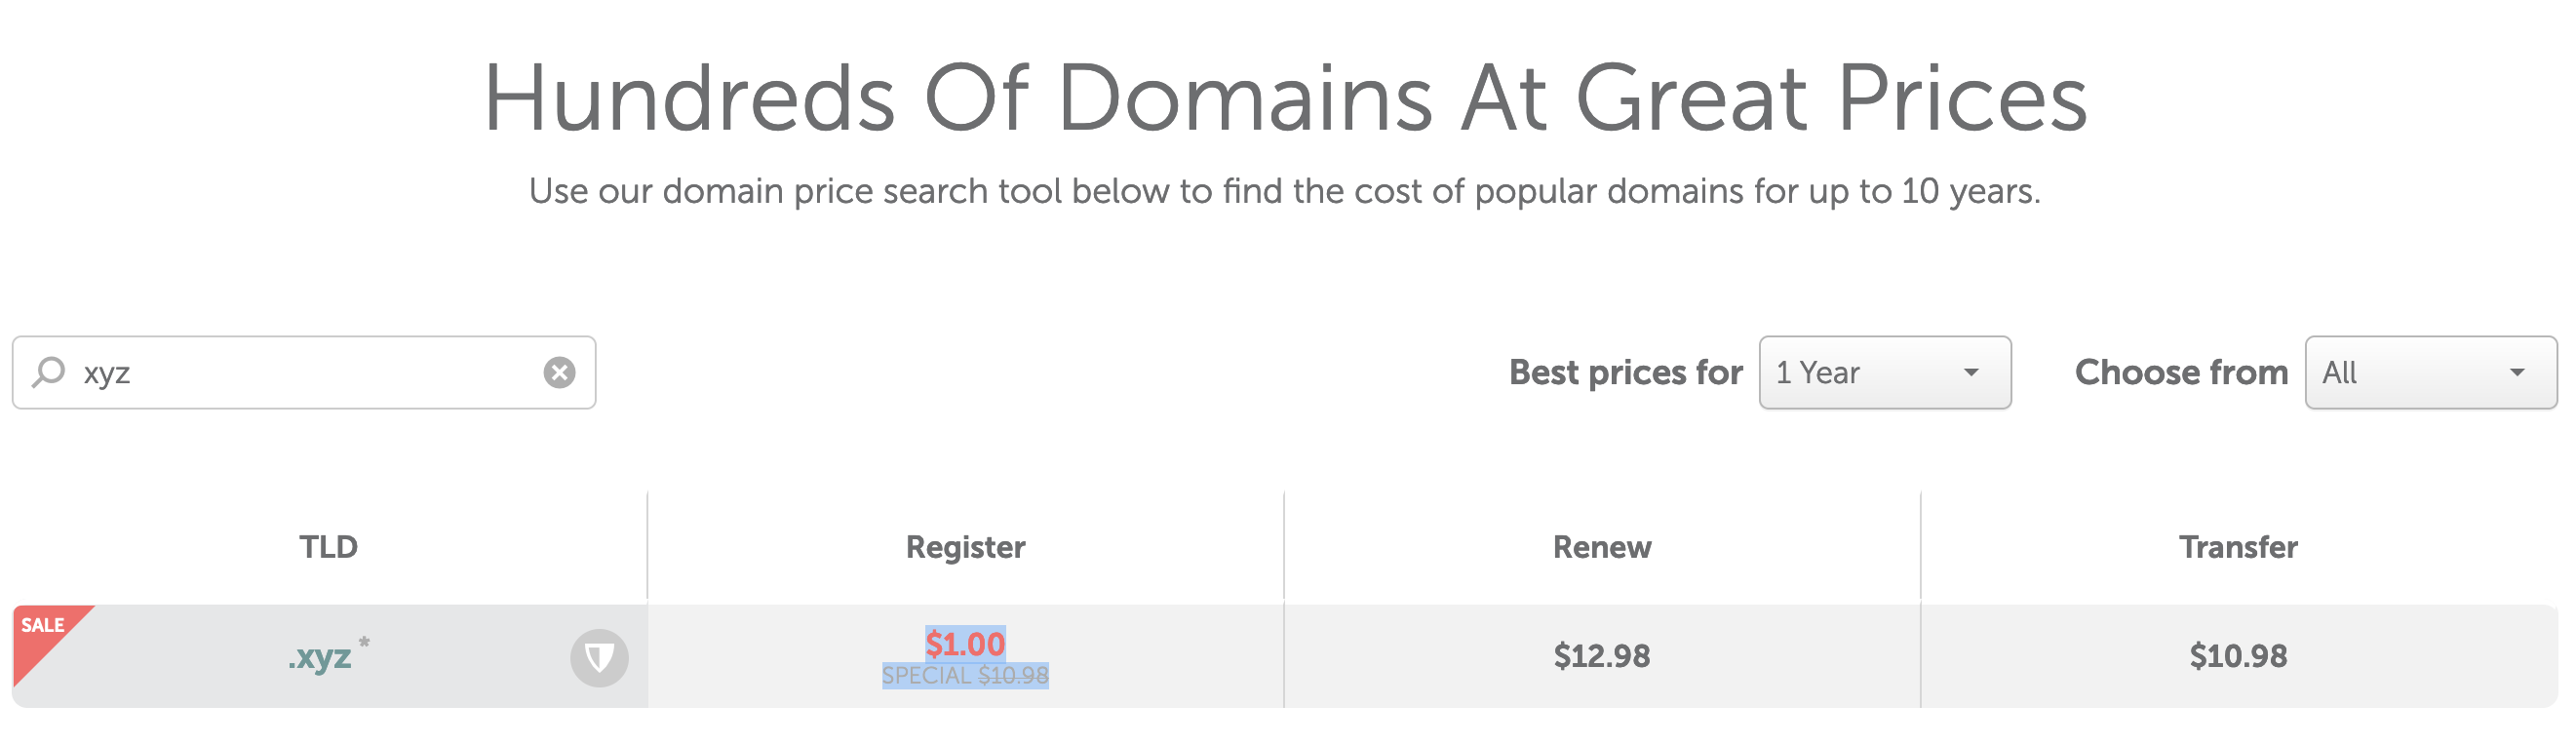 Hundreds Of Domains At Great Prices
Use our domain price search tool below to find the cost of popular domains for up to 10 years.
xyz
Best prices for 1 Year Choose from All
TLD Register Renew Transfer
SALE
.xyz * $1.00 $12.98 $10.98
SPECIAL $10.98